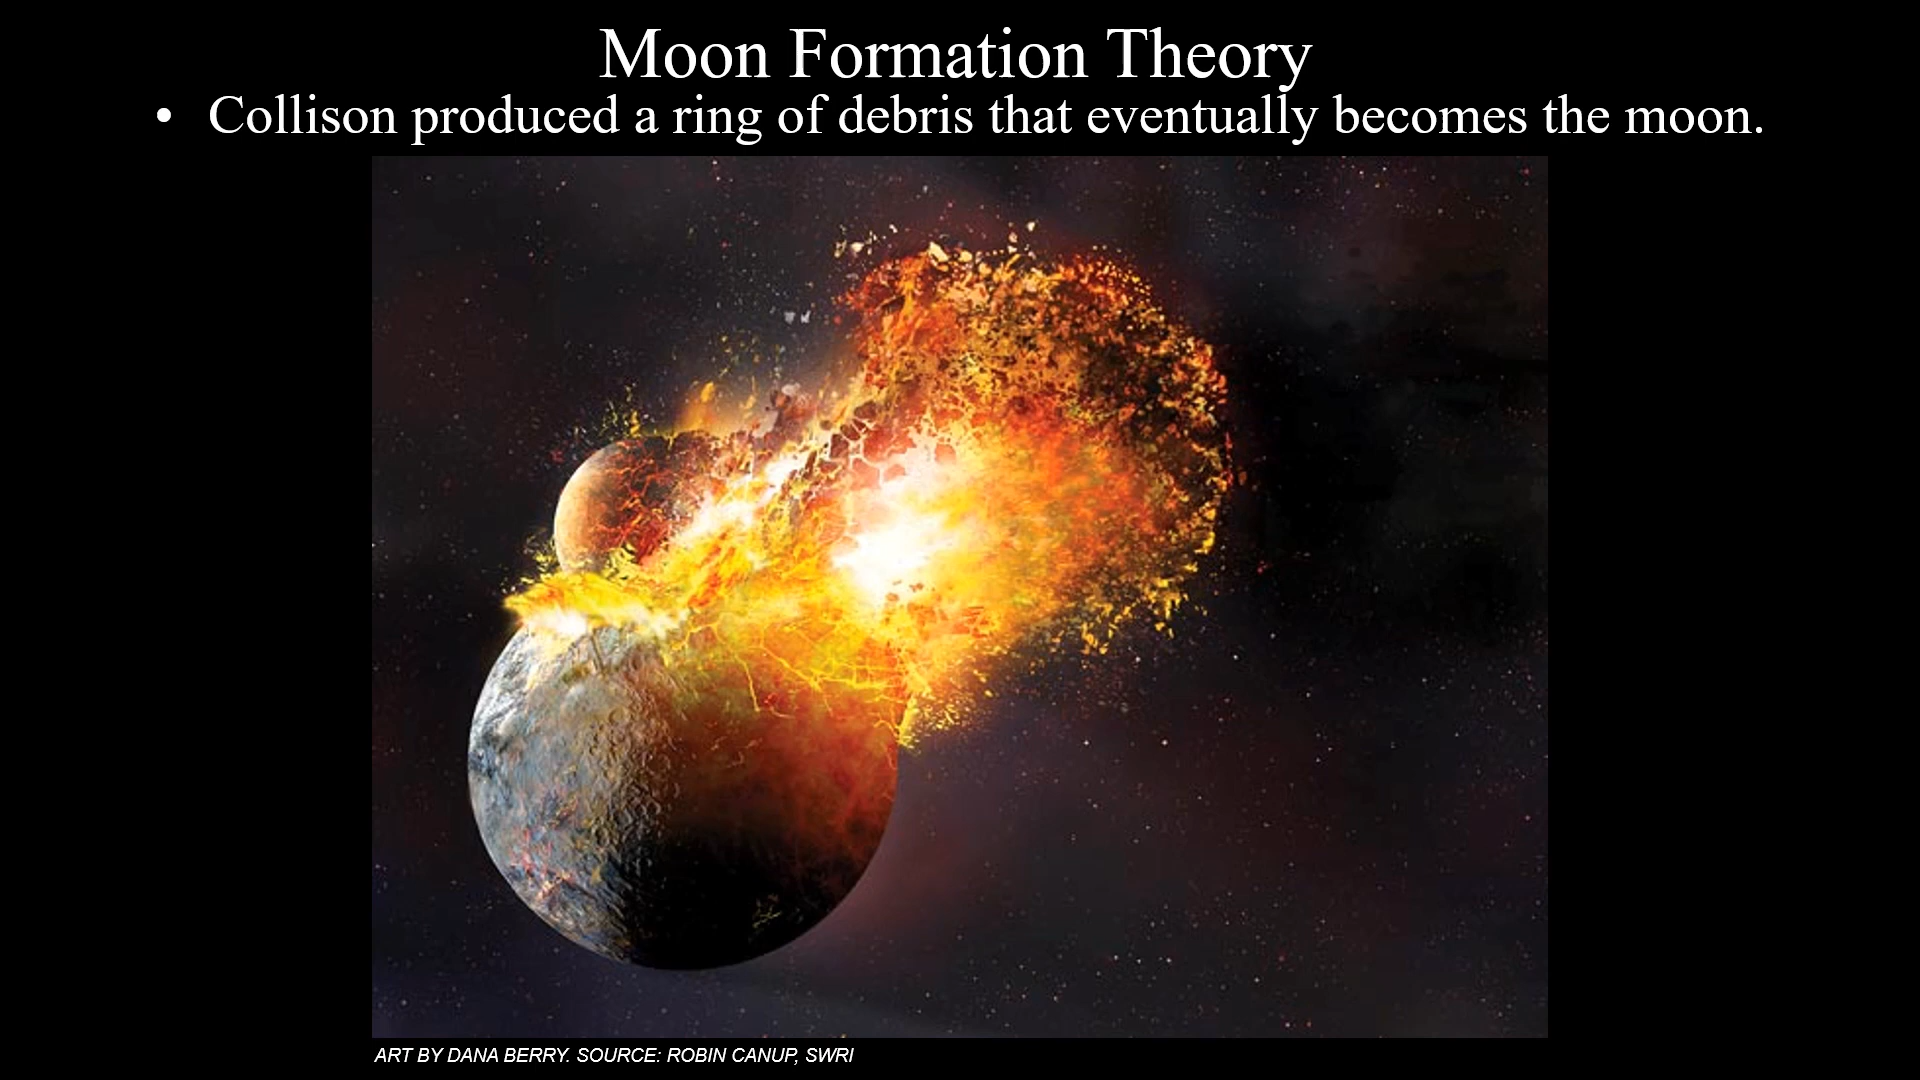 Moon Formation Theory
• Collison produced a ring of debris that eventually becomes the moon.
ART BY DANA BERRY. SOURCE: ROBIN CANUP, SWRI